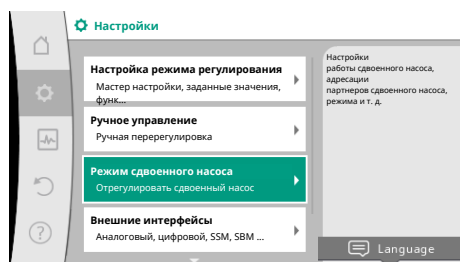 Настройки
Настройка режима регулирования
Мастер настройки, заданные значения,
функ...
Ручное управление
Ручная перерегулировка
Режим сдвоенного насоса
Отрегулировать сдвоенный насос
Внешние интерфейсы
Аналоговый, цифровой, SSM, SBM ...
Настройки
работы сдвоенного насоса,
адресации
партнеров сдвоенного насоса,
режима и т. д.
Language